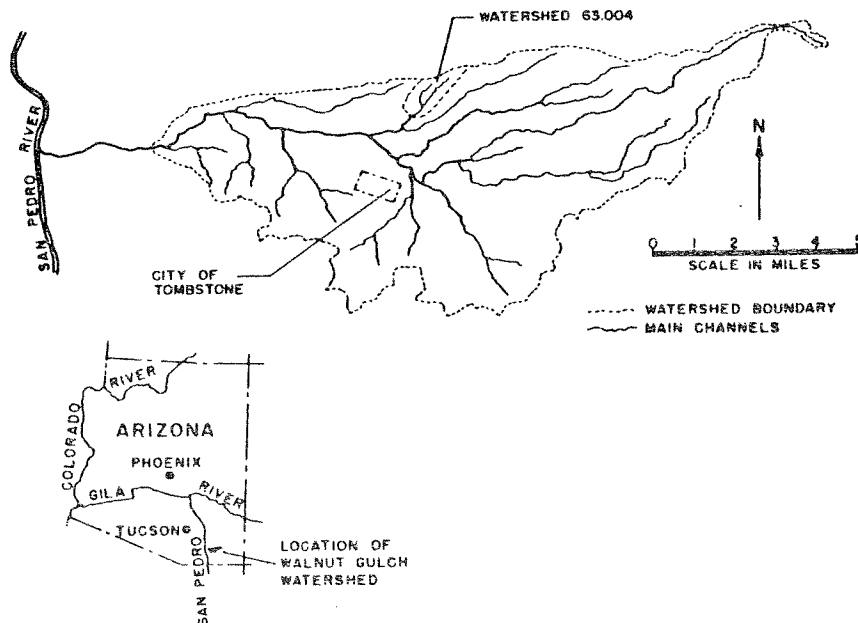 WATERSHED 63.004
SAN PEDRO RIVER
N
CITY OF
TOMBSTONE
0 1 2 3 4 5
SCALE IN MILES
WATERSHED BOUNDARY
MAIN CHANNELS
RIVER
COLORADO
ARIZONA
PHOENIX
GILA RIVER
TUCSON
SAN PEDRO
LOCATION OF
WALNUT GULCH
WATERSHED